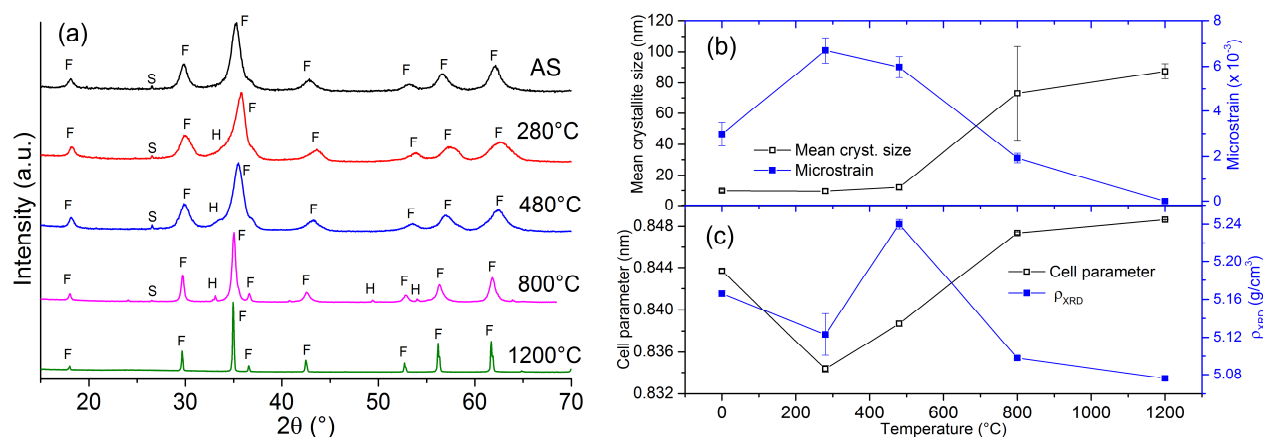 (a)
F
S
F
F
F
F
F
F
AS
F
S
F
H
F
F
F
F
F
280°C
F
S
F
H
F
F
F
F
F
480°C
F
S
F
H
F
F
F
H
F
H
F
F
800°C
F
F
F
F
F
F
F
F
1200°C
Intensity (a.u.)
20 30 40 50 60 70
2θ (°)
(b)
120
100
80
60
40
20
0
Mean crystallite size (nm)
8
6
4
2
0
Microstrain (x 10⁻³)
Mean cryst. size
Microstrain
(c)
0.848
0.844
0.840
0.836
0.832
Cell parameter (nm)
5.24
5.20
5.16
5.12
5.08
ρXRD (g/cm³)
Cell parameter
ρXRD
0 200 400 600 800 1000 1200
Temperature (°C)